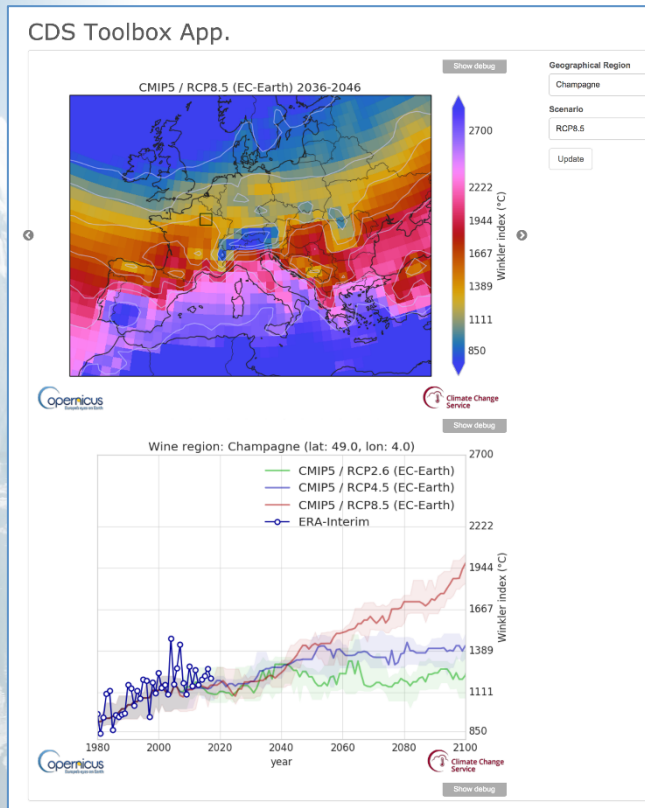 CDS Toolbox App.
Show debug
CMIP5 / RCP8.5 (EC-Earth) 2036-2046
2700
2222
1944
1667
1389
1111
850
Winkler index (°C)
Geographical Region
Champagne
Scenario
RCP8.5
Update
opernicus
Climate Change
Service
Show debug
Wine region: Champagne (lat: 49.0, lon: 4.0)
CMIP5 / RCP2.6 (EC-Earth)
CMIP5 / RCP4.5 (EC-Earth)
CMIP5 / RCP8.5 (EC-Earth)
ERA-Interim
2700
2222
1944
1667
1389
1111
850
Winkler index (°C)
1980 2000 2020 2040 2060 2080 2100
year
opernicus
Climate Change
Service
Show debug